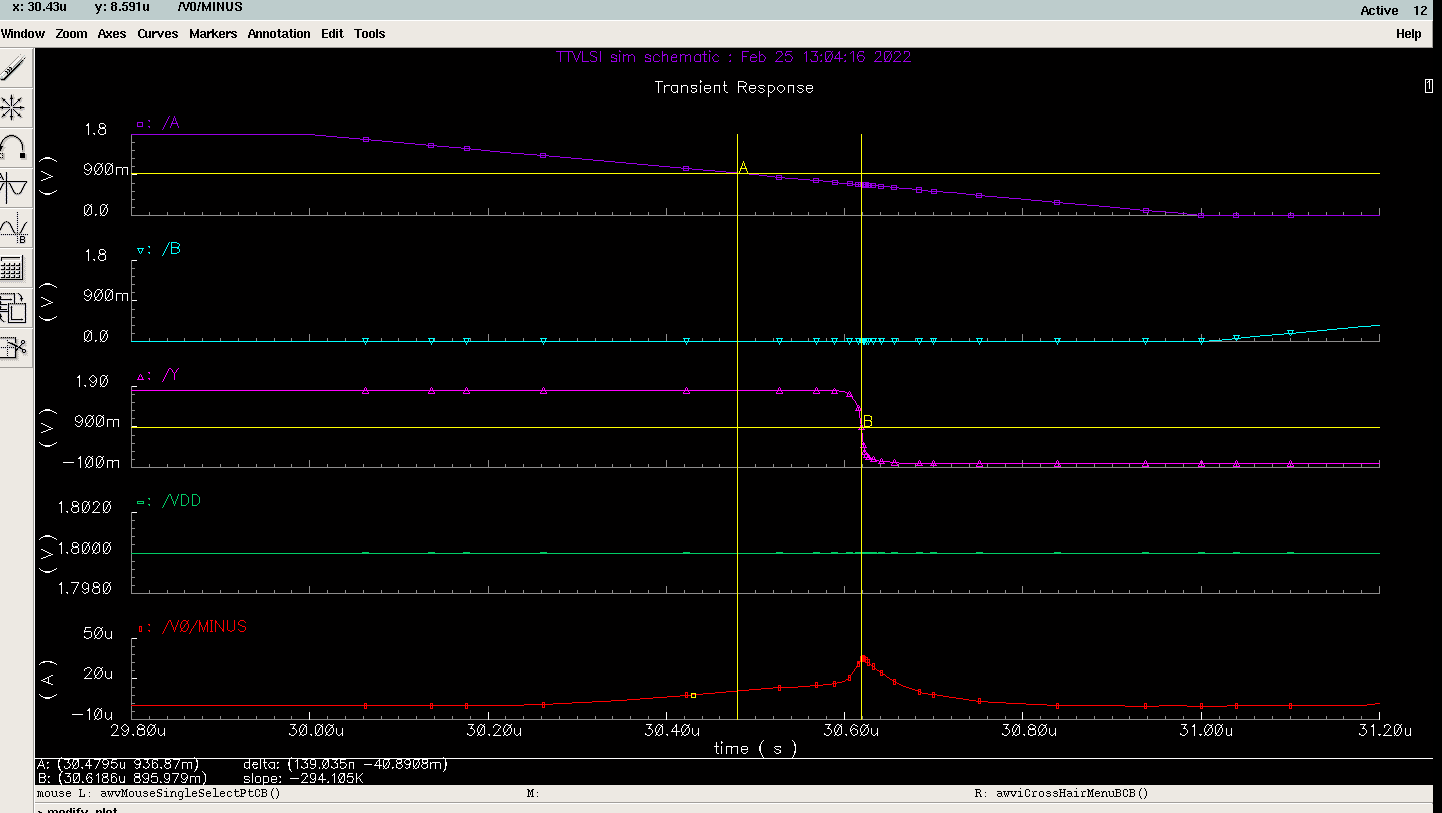 x: 30.43u y: 8.591u /V0/MINUS
Active 12
Window Zoom Axes Curves Markers Annotation Edit Tools Help
TTVLSI sim schematic : Feb 25 13:04:16 2022
Transient Response
1
: /A
1.8
900m
0.0
(V)
A
: /B
1.8
900m
0.0
(V)
: /Y
1.90
900m
-100m
(V)
B
: /VDD
1.8020
1.8000
1.7980
(V)
: /V0/MINUS
50u
20u
-10u
(A)
29.80u 30.00u 30.20u 30.40u 30.60u 30.80u 31.00u 31.20u
time ( s )
A: (30.4795u 936.87m) delta: (139.035n -40.8908m)
B: (30.6186u 895.979m) slope: -294.105K
mouse L: awvMouseSingleSelectPtCB() M: R: awviCrossHairMenuBCB()
> modify plot